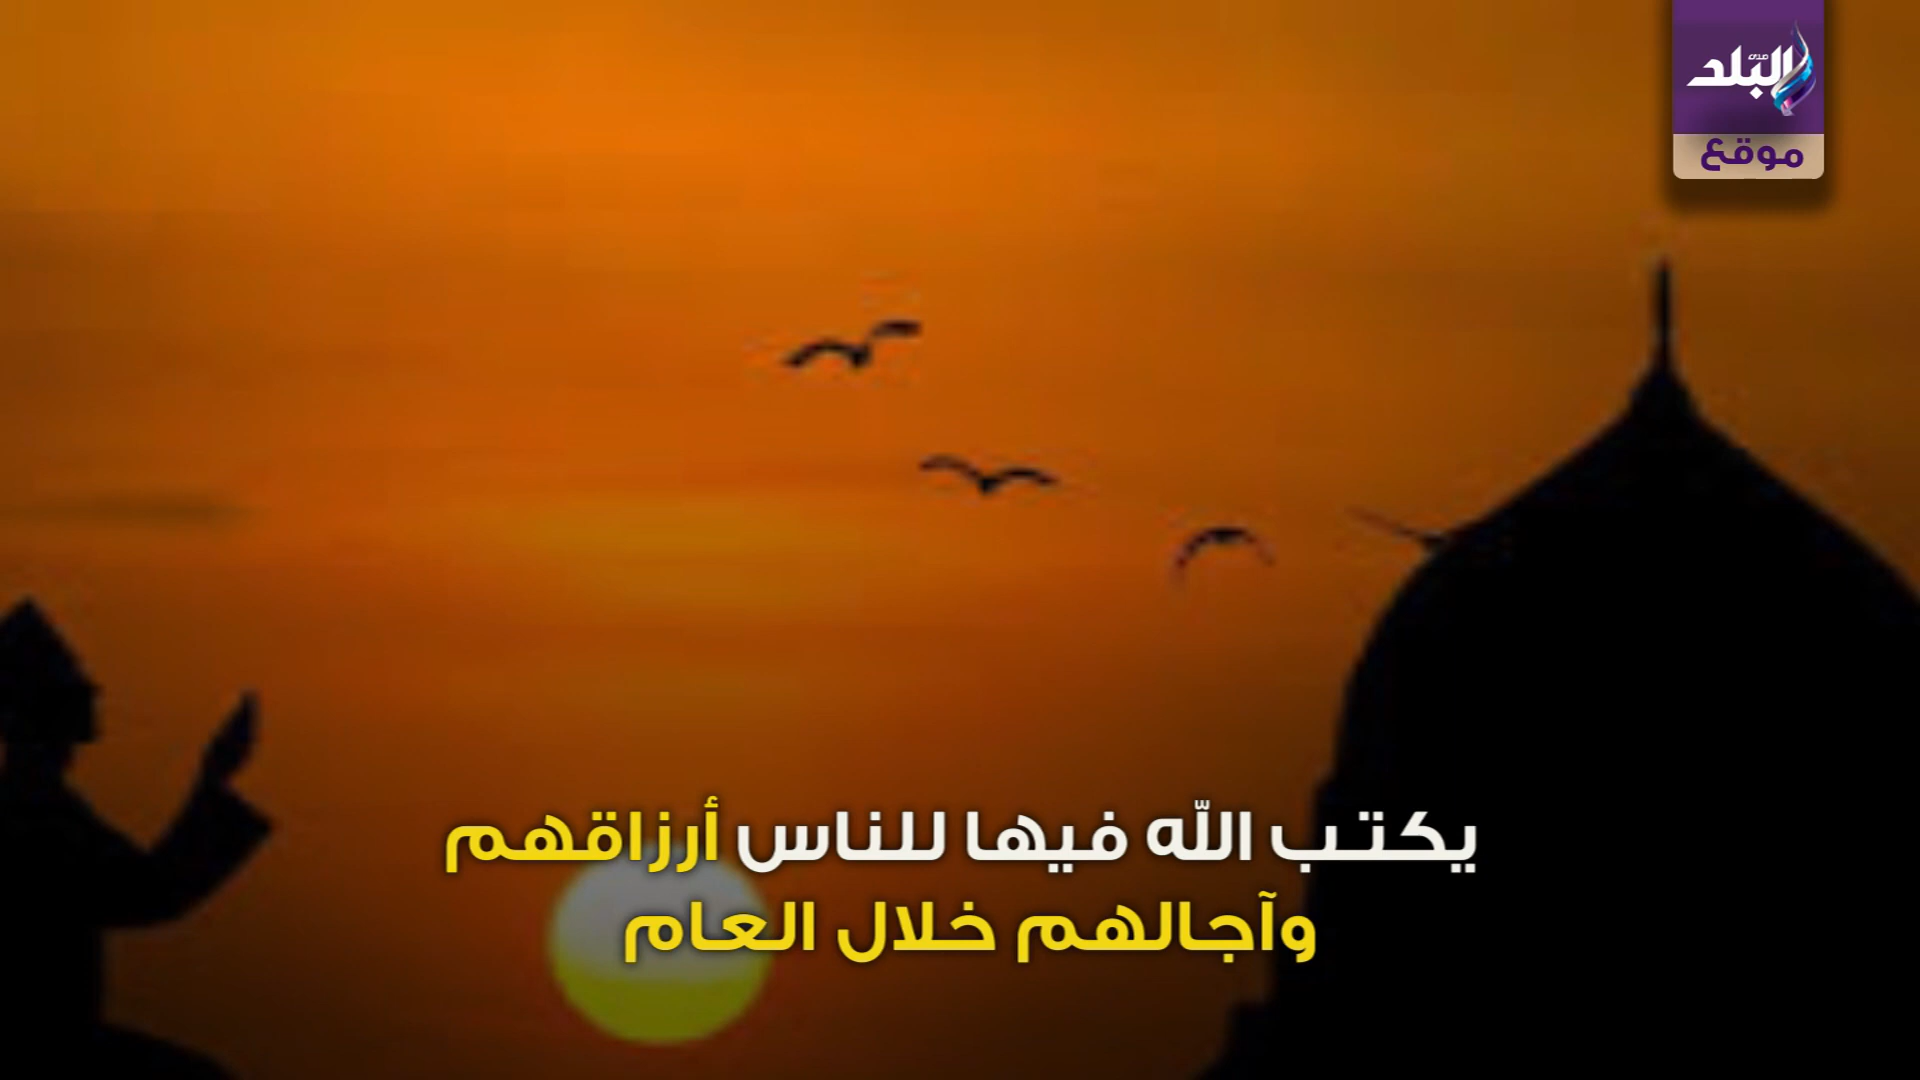 صدى
البلد
موقع
يكتب الله فيها للناس أرزاقهم
وآجالهم خلال العام